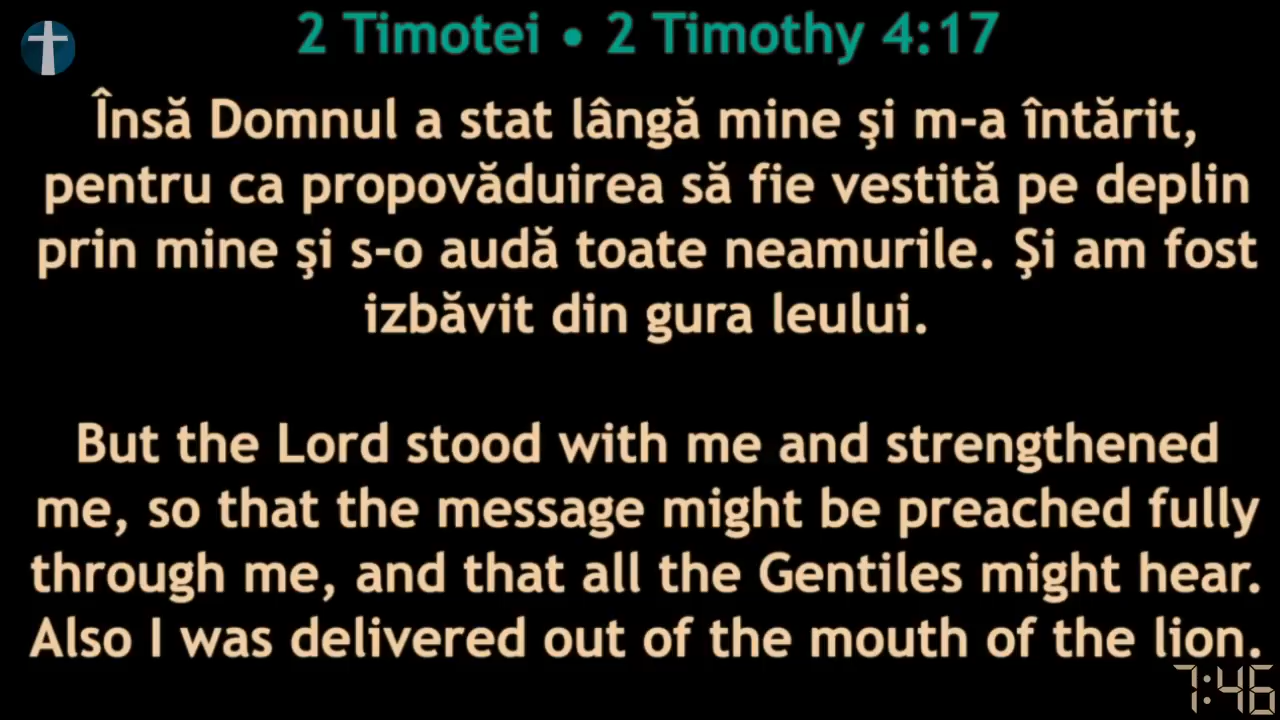 2 Timotei • 2 Timothy 4:17
Însă Domnul a stat lângă mine şi m-a întărit,
pentru ca propovăduirea să fie vestită pe deplin
prin mine şi s-o audă toate neamurile. Şi am fost
izbăvit din gura leului.
But the Lord stood with me and strengthened
me, so that the message might be preached fully
through me, and that all the Gentiles might hear.
Also I was delivered out of the mouth of the lion.
7:46